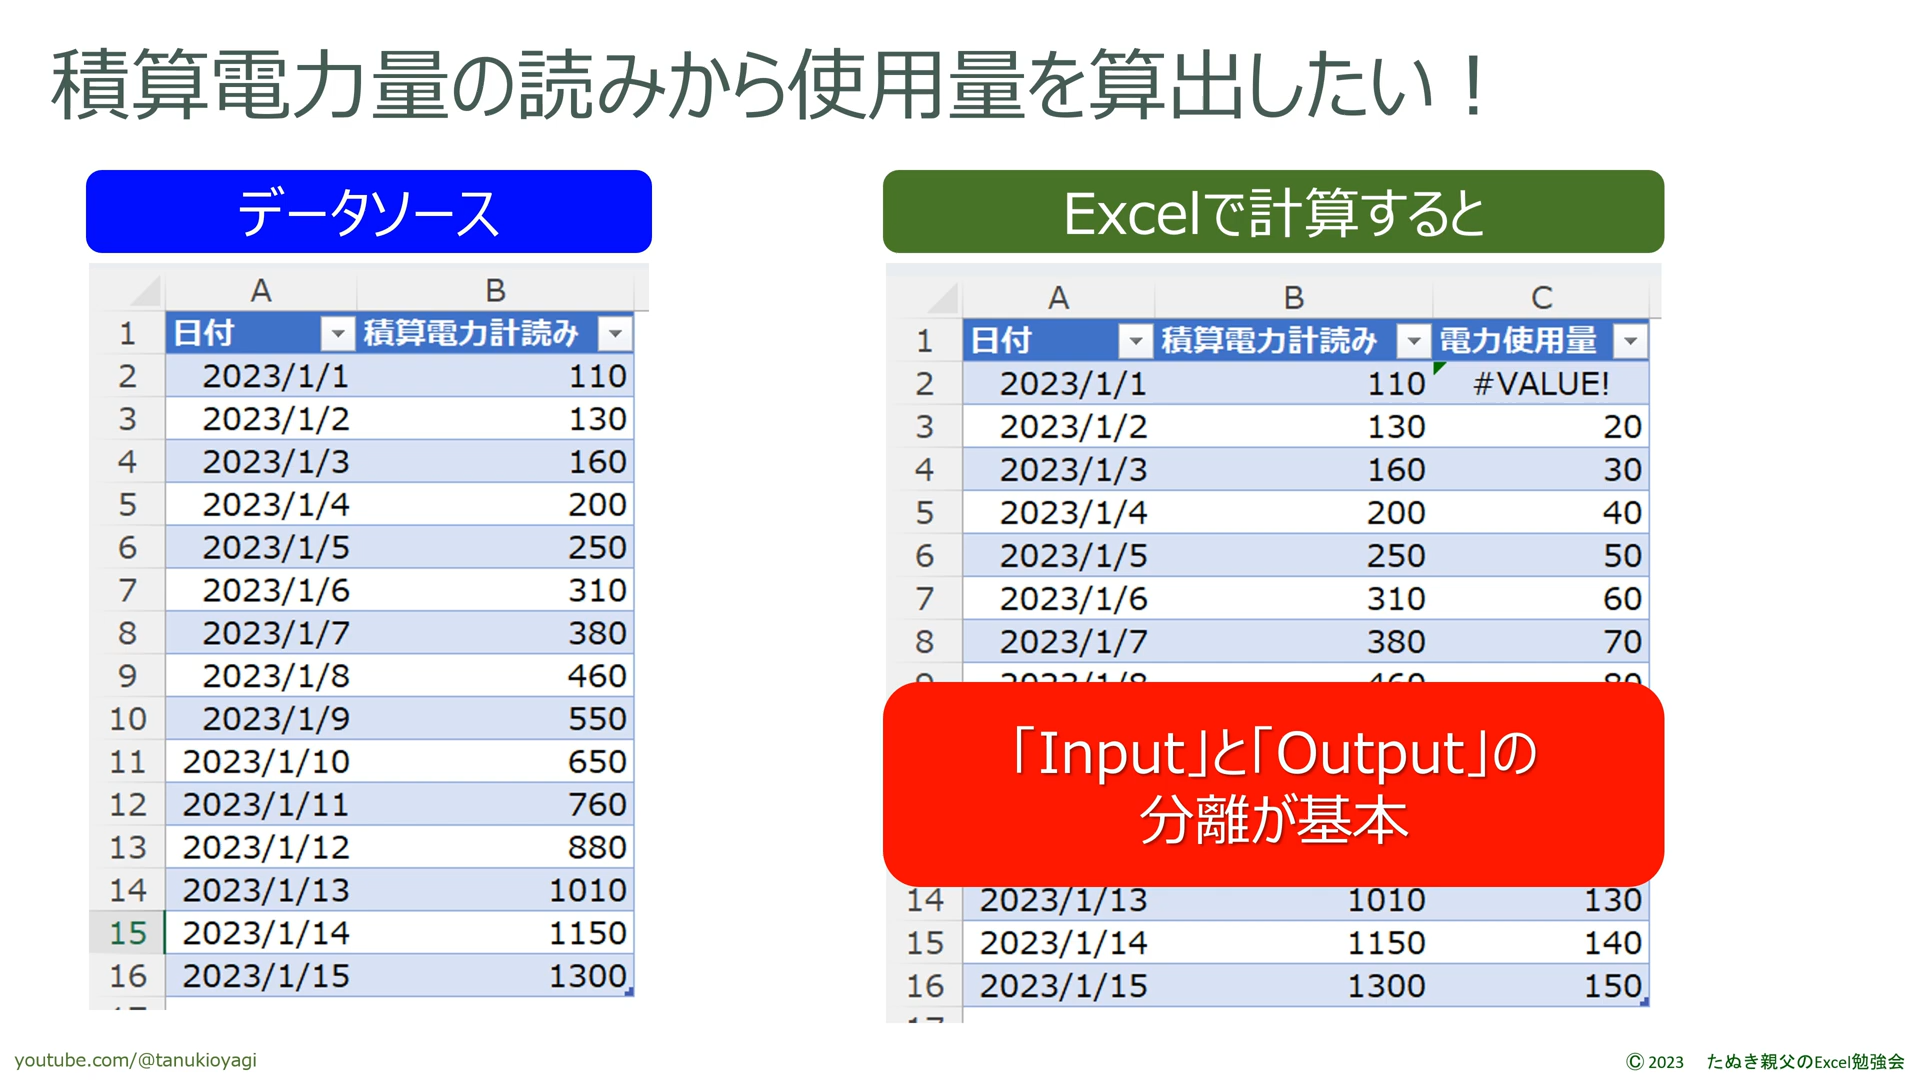 積算電力量の読みから使用量を算出したい！
データソース
A B
1 日付 積算電力計読み
2 2023/1/1 110
3 2023/1/2 130
4 2023/1/3 160
5 2023/1/4 200
6 2023/1/5 250
7 2023/1/6 310
8 2023/1/7 380
9 2023/1/8 460
10 2023/1/9 550
11 2023/1/10 650
12 2023/1/11 760
13 2023/1/12 880
14 2023/1/13 1010
15 2023/1/14 1150
16 2023/1/15 1300
Excelで計算すると
A B C
1 日付 積算電力計読み 電力使用量
2 2023/1/1 110 #VALUE!
3 2023/1/2 130 20
4 2023/1/3 160 30
5 2023/1/4 200 40
6 2023/1/5 250 50
7 2023/1/6 310 60
8 2023/1/7 380 70
9 2023/1/8 460 80
「Input」と「Output」の
分離が基本
14 2023/1/13 1010 130
15 2023/1/14 1150 140
16 2023/1/15 1300 150
youtube.com/@tanukioyagi
© 2023 たぬき親父のExcel勉強会